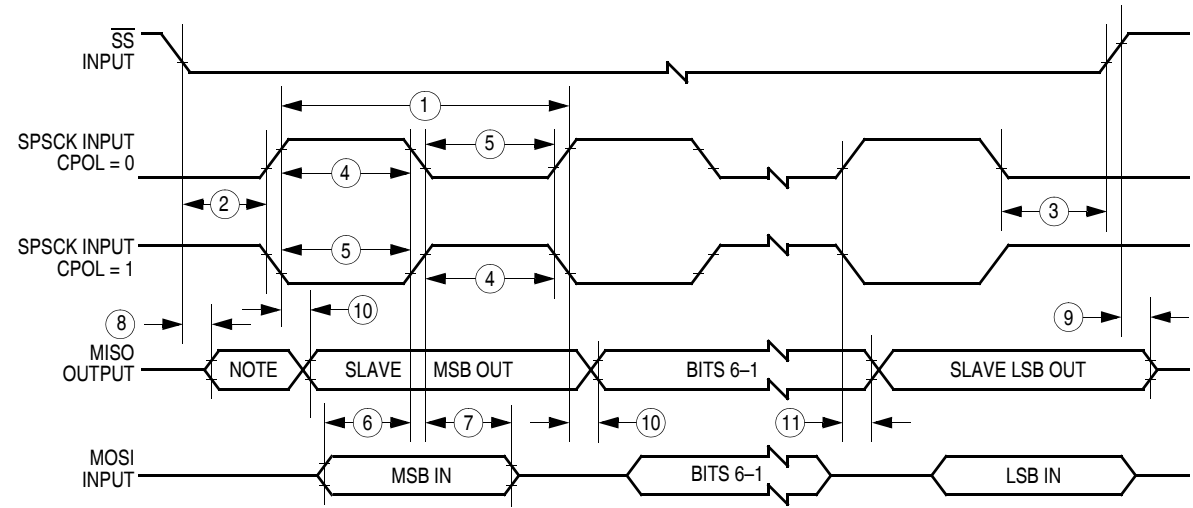 SS
INPUT
1
SPSCK INPUT
CPOL = 0
5
4
2
3
SPSCK INPUT
CPOL = 1
5
4
8
10
9
MISO
OUTPUT
NOTE
SLAVE MSB OUT
BITS 6–1
SLAVE LSB OUT
6
7
10
11
MOSI
INPUT
MSB IN
BITS 6–1
LSB IN